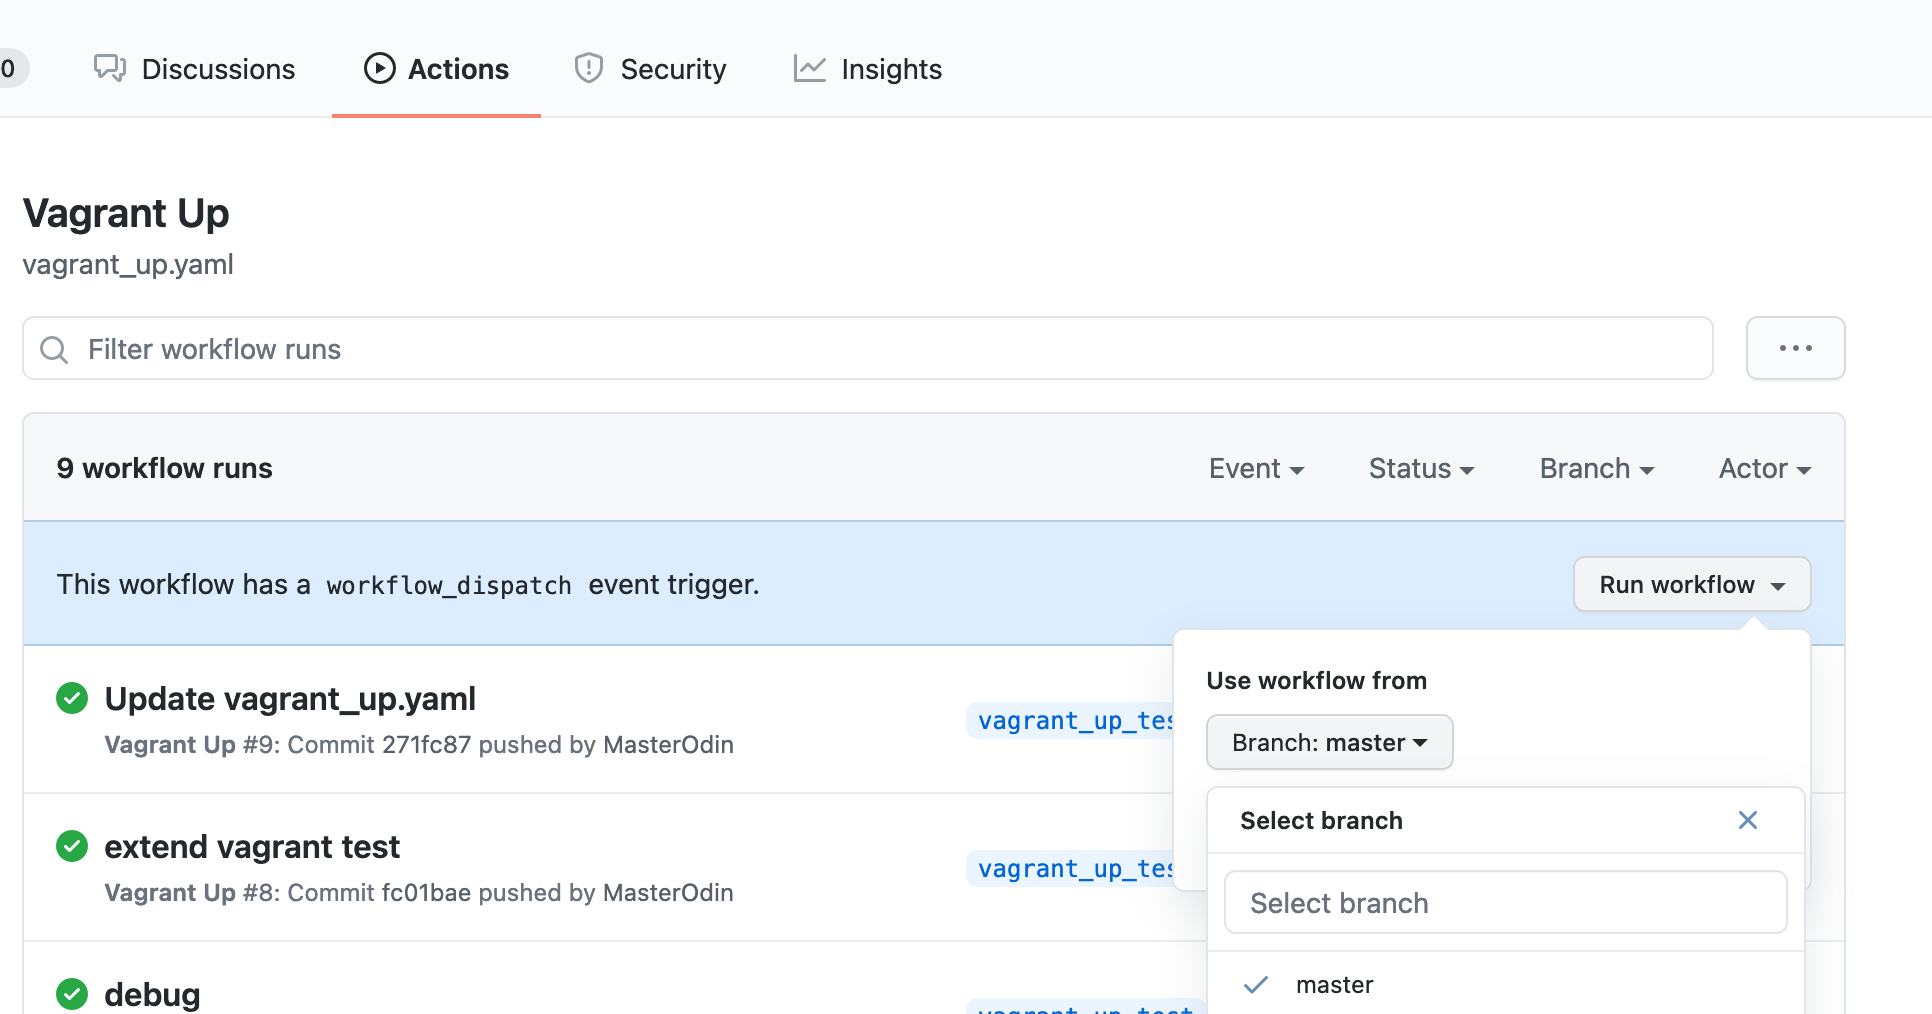 0 Discussions Actions Security Insights
Vagrant Up
vagrant_up.yaml
Filter workflow runs
9 workflow runs Event Status Branch Actor
This workflow has a workflow_dispatch event trigger. Run workflow
Use workflow from
Branch: master
Select branch
Select branch
master
Update vagrant_up.yaml
Vagrant Up #9: Commit 271fc87 pushed by MasterOdin
vagrant_up_tes
extend vagrant test
Vagrant Up #8: Commit fc01bae pushed by MasterOdin
vagrant_up_tes
debug
vagrant_up_test